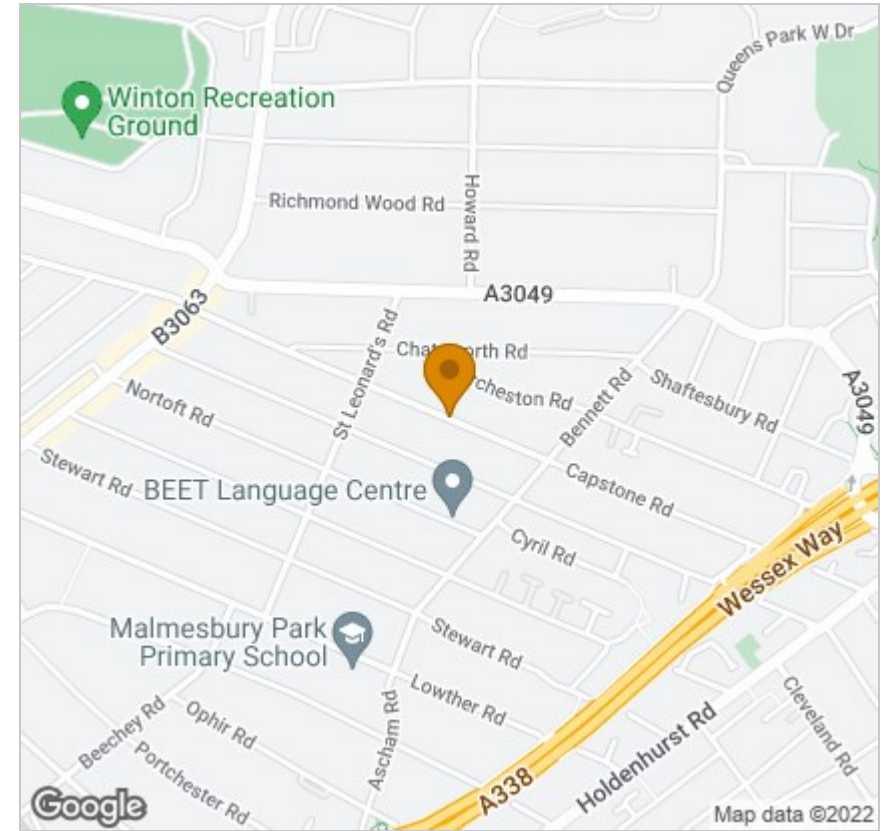 Queens Park W Dr
Winton Recreation
Ground
Richmond Wood Rd
Howard Rd
A3049
B3063
St Leonard's Rd
Shaftesbury Rd
A3049
Bennett Rd
Nortoft Rd
Stewart Rd
BEET Language Centre
Capstone Rd
Cyril Rd
Wessex Way
Malmesbury Park
Primary School
Stewart Rd
Lowther Rd
Ascham Rd
Beechey Rd
Ophir Rd
Portchester Rd
Cleveland Rd
Holdenhurst Rd
A338
Google
Map data ©2022